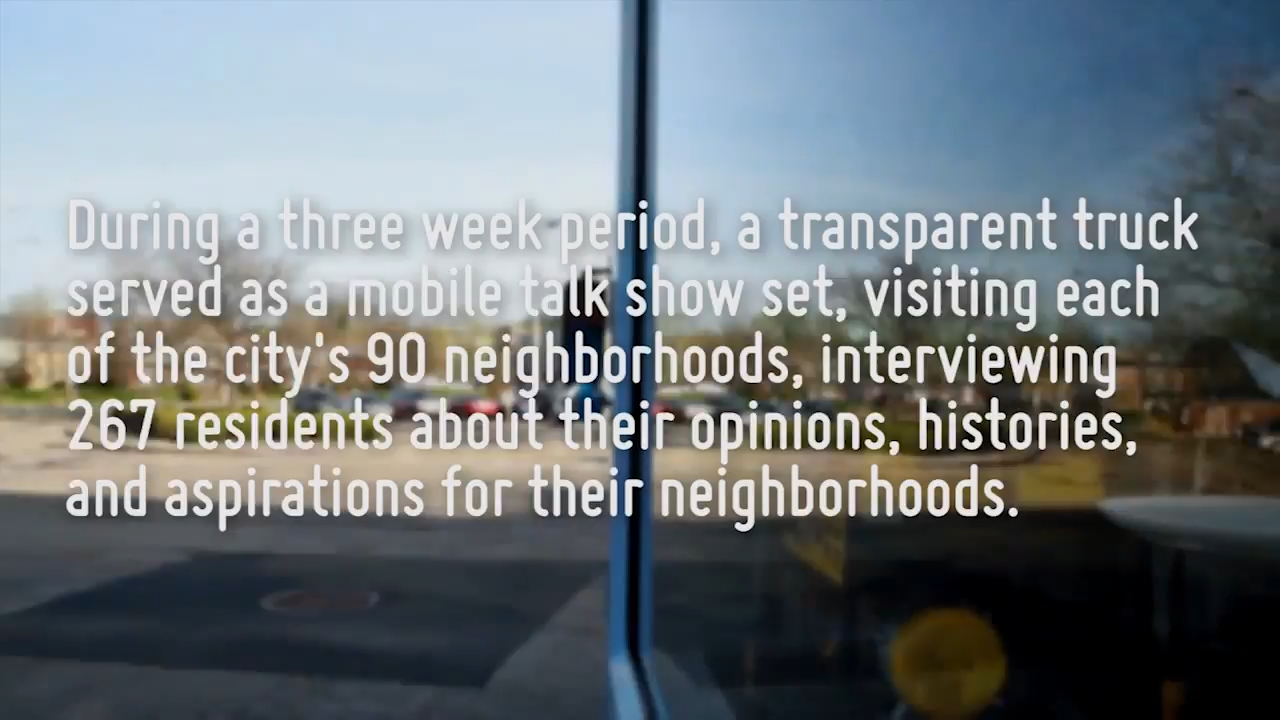 During a three week period, a transparent truck
served as a mobile talk show set, visiting each
of the city's 90 neighborhoods, interviewing
267 residents about their opinions, histories,
and aspirations for their neighborhoods.